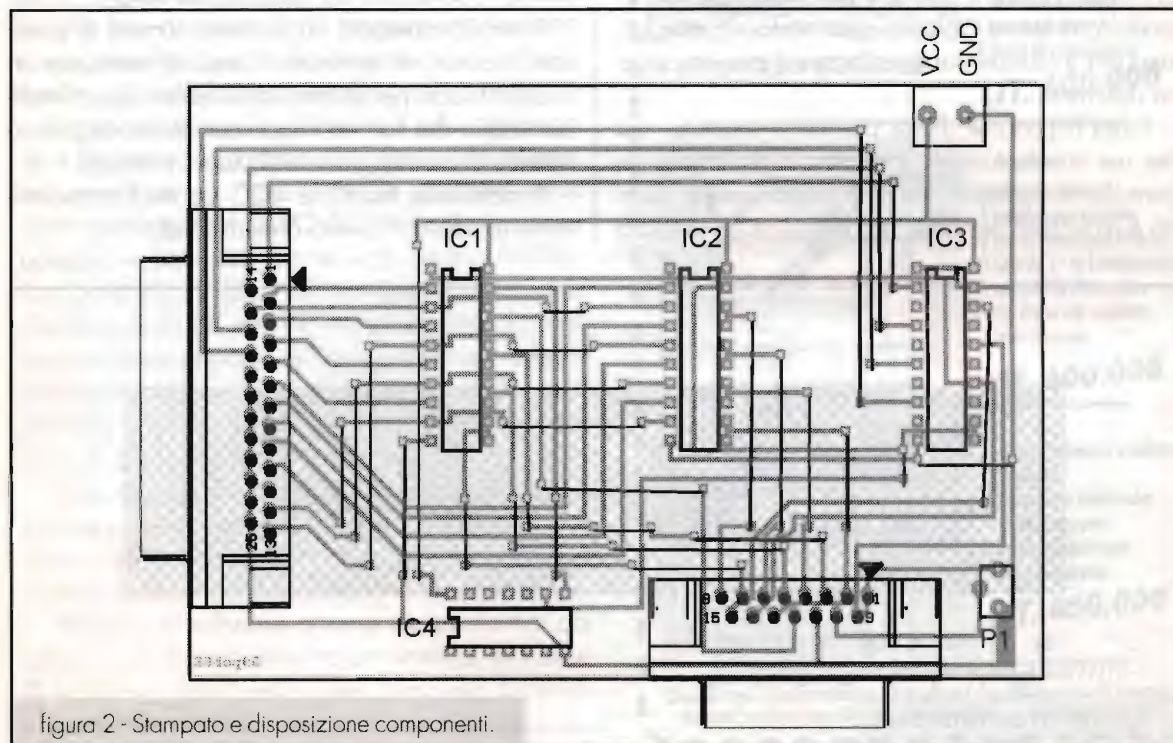 VCC
GND
IC1
IC2
IC3
14
1
25
13
IC4
8
1
15
9
P1
figura 2 - Stampato e disposizione componenti.